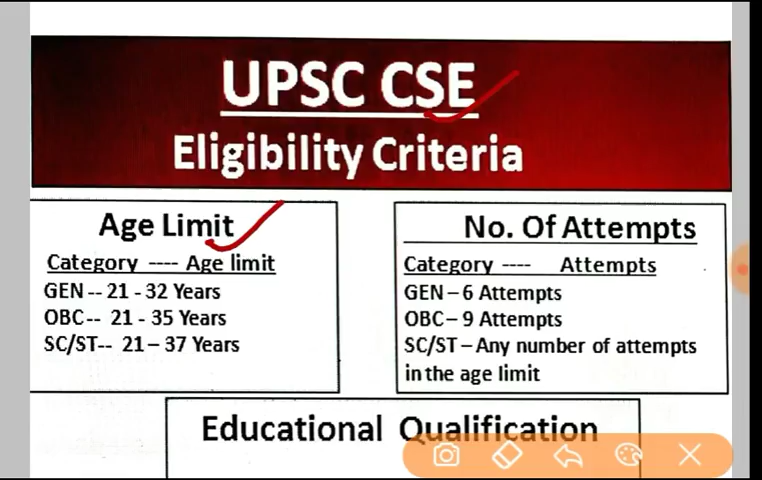 UPSC CSE
Eligibility Criteria
Age Limit
Category ---- Age limit
GEN -- 21 - 32 Years
OBC-- 21 - 35 Years
SC/ST-- 21 – 37 Years
No. Of Attempts
Category ---- Attempts
GEN – 6 Attempts
OBC – 9 Attempts
SC/ST – Any number of attempts
in the age limit
Educational Qualification